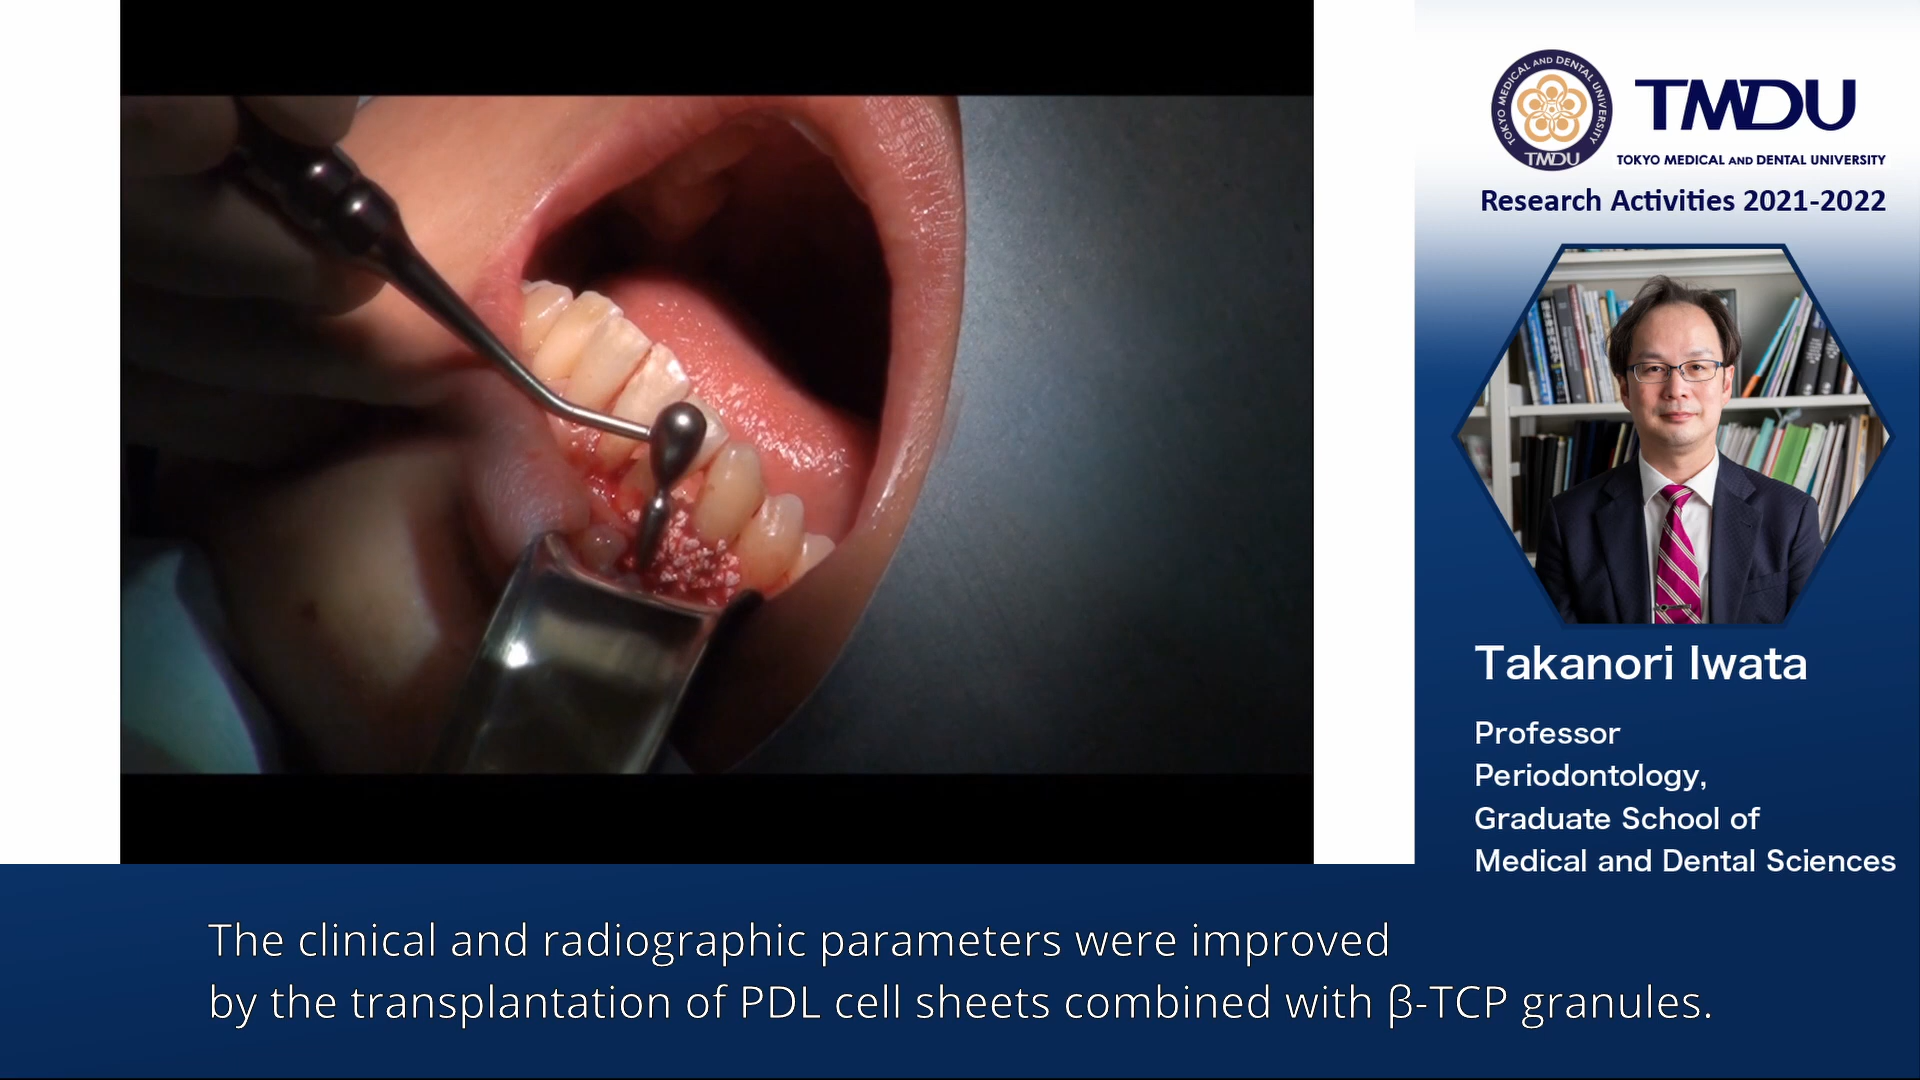 TOKYO MEDICAL AND DENTAL UNIVERSITY
TMDU
TMDU
TOKYO MEDICAL AND DENTAL UNIVERSITY
Research Activities 2021-2022
Takanori Iwata
Professor
Periodontology,
Graduate School of
Medical and Dental Sciences
The clinical and radiographic parameters were improved
by the transplantation of PDL cell sheets combined with β-TCP granules.